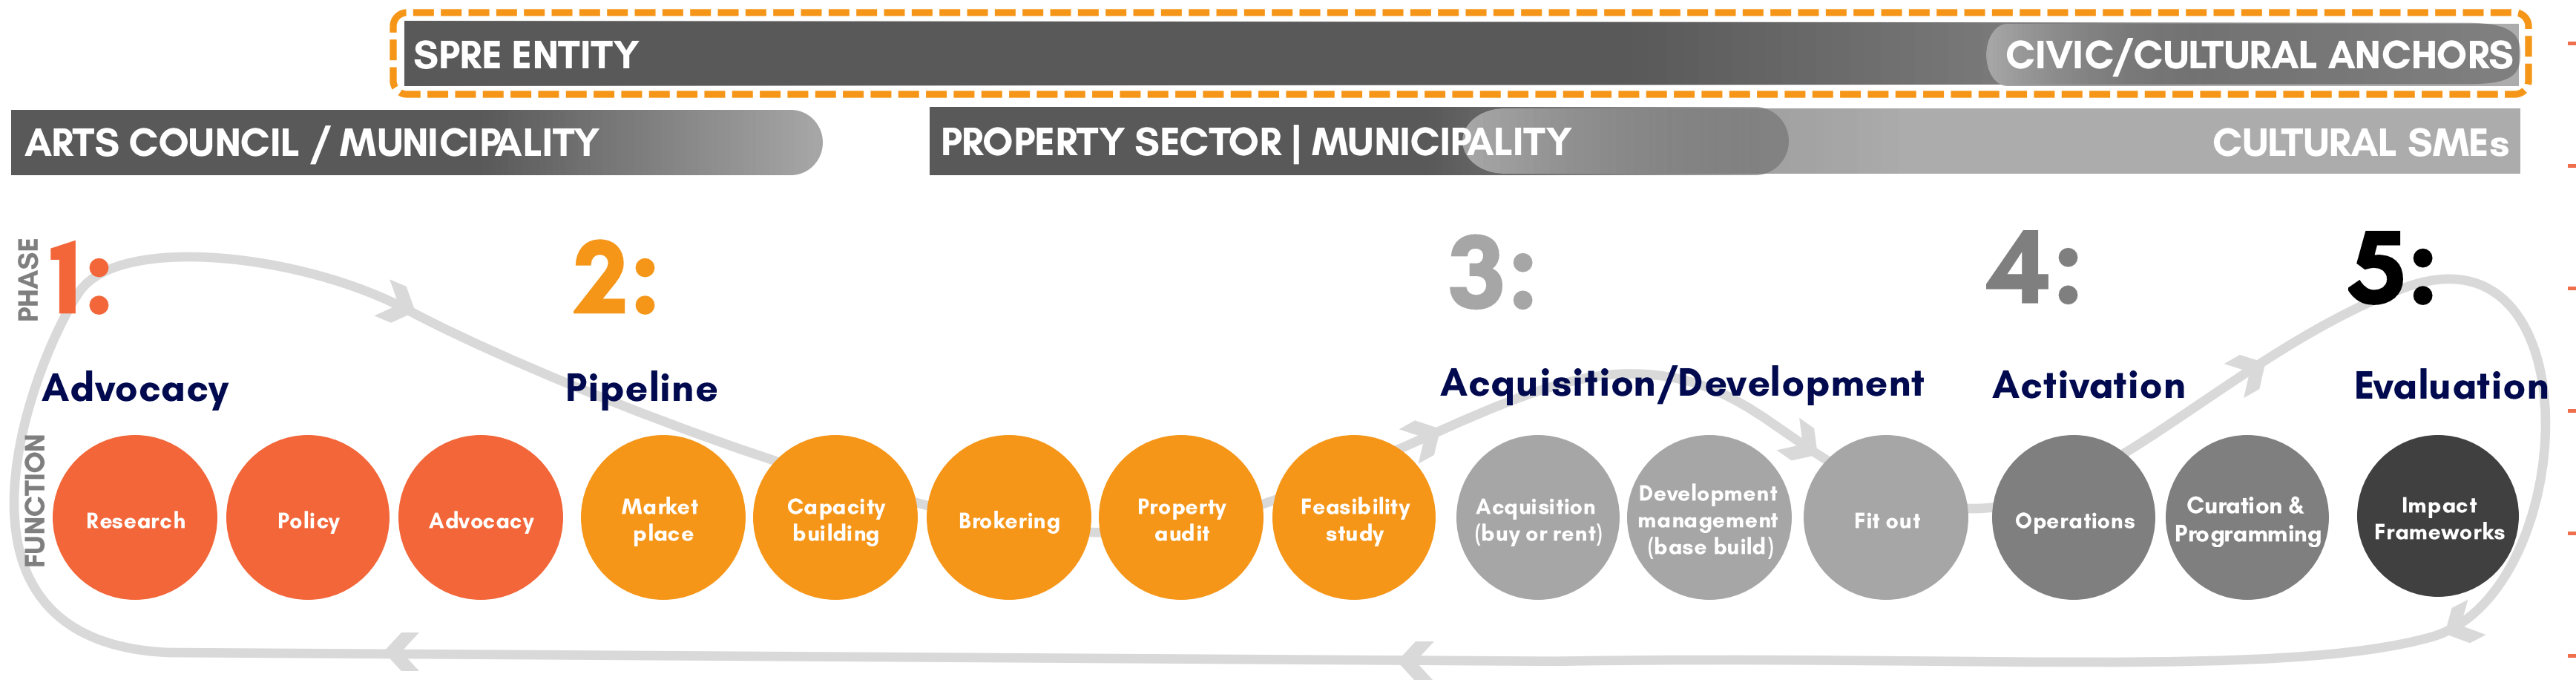 SPRE ENTITY
CIVIC/CULTURAL ANCHORS
ARTS COUNCIL / MUNICIPALITY
PROPERTY SECTOR | MUNICIPALITY
CULTURAL SMEs
PHASE
1:
2:
3:
4:
5:
Advocacy
Pipeline
Acquisition/Development
Activation
Evaluation
FUNCTION
Research
Policy
Advocacy
Market
place
Capacity
building
Brokering
Property
audit
Feasibility
study
Acquisition
(buy or rent)
Development
management
(base build)
Fit out
Operations
Curation &
Programming
Impact
Frameworks